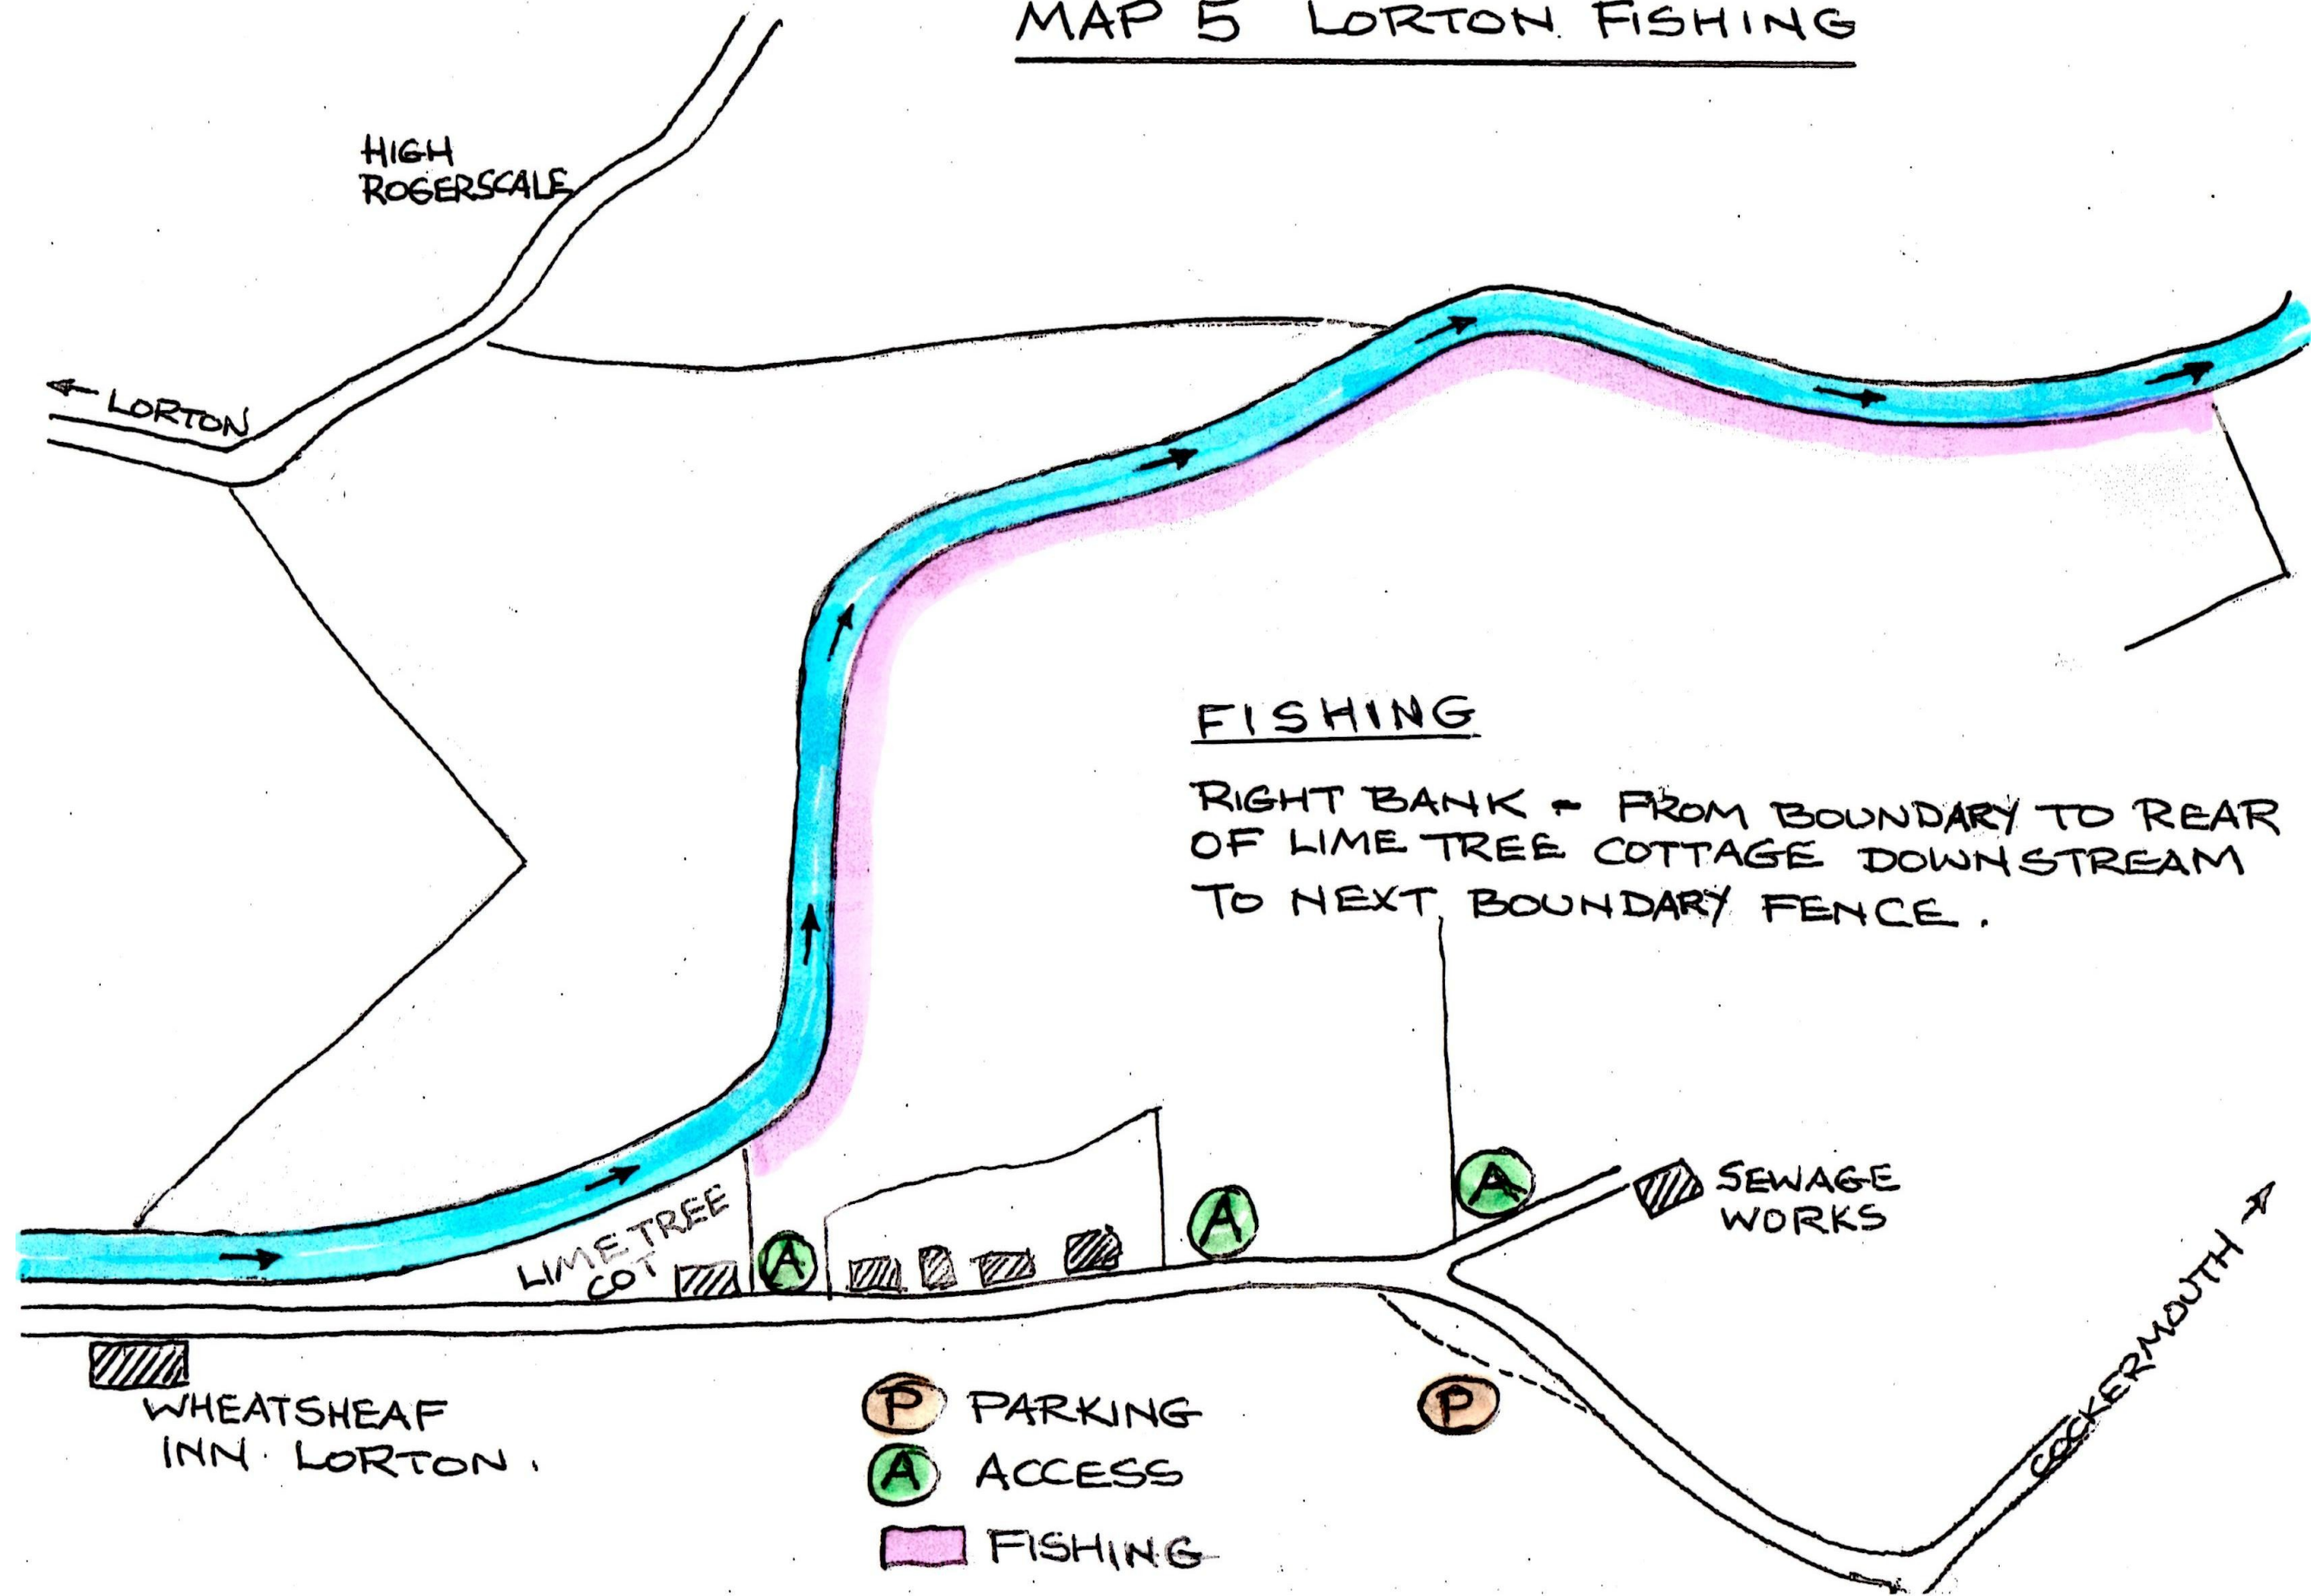 MAP 5 LORTON FISHING
HIGH
ROGERSCALE
← LORTON
FISHING
RIGHT BANK - FROM BOUNDARY TO REAR
OF LIME TREE COTTAGE DOWNSTREAM
TO NEXT BOUNDARY FENCE.
LIME TREE
COT
A
A
A
SEWAGE
WORKS
COCKERMOUTH →
WHEATSHEAF
INN. LORTON.
P
P PARKING
A ACCESS
FISHING